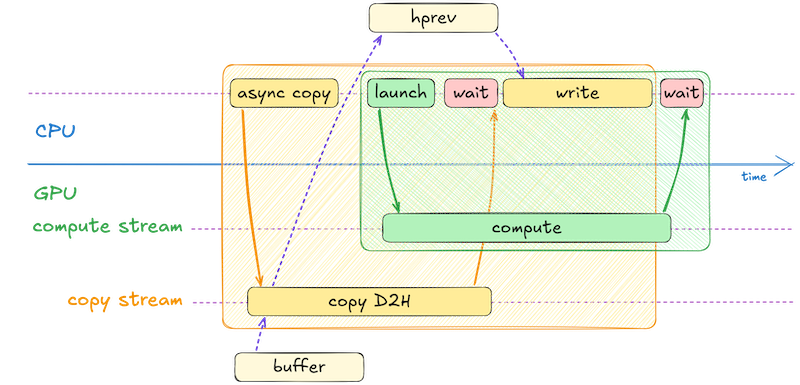 hprev
async copy
launch
wait
write
wait
CPU
time
GPU
compute stream
compute
copy stream
copy D2H
buffer